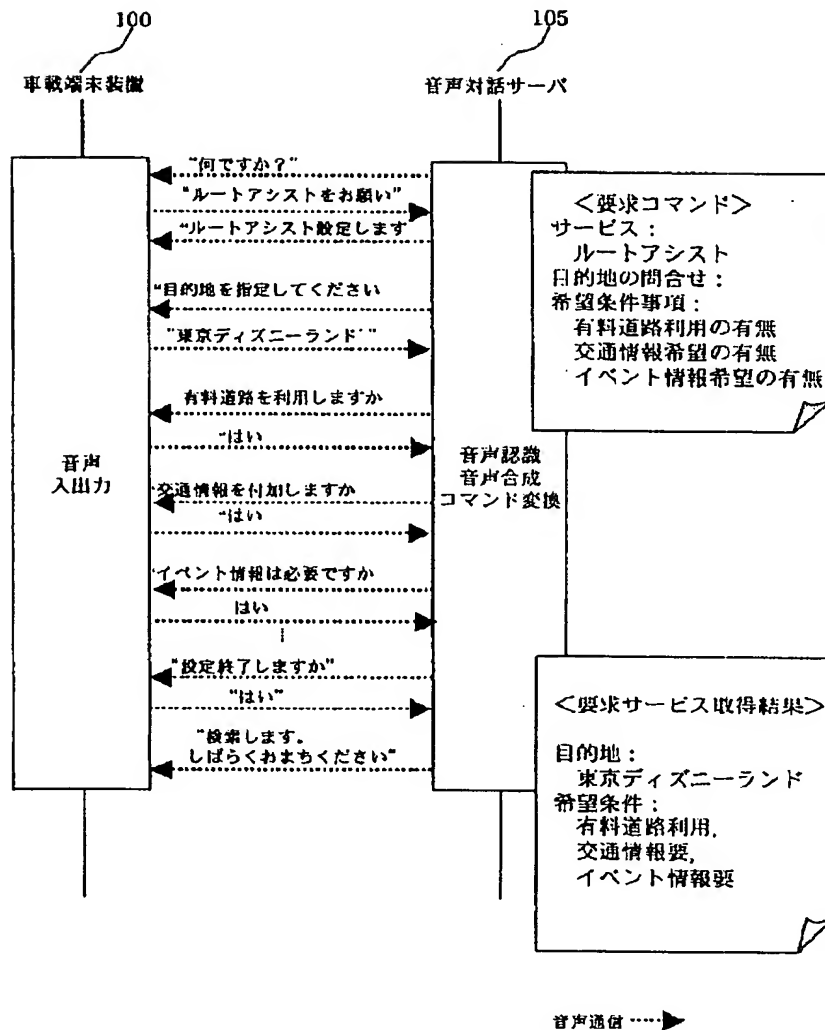 100
105
車載端末装置
音声対話サーバ
"何ですか？"
"ルートアシストをお願い"
"ルートアシスト設定します
"目的地を指定してください
"東京ディズニーランド"
有料道路を利用しますか
"はい
交通情報を付加しますか
"はい
イベント情報は必要ですか
はい
"設定終了しますか"
"はい"
"検索します。
しばらくおまちください"
音声
入出力
音声認識
音声合成
コマンド変換
＜要求コマンド＞
サービス：
ルートアシスト
目的地の問合せ：
希望条件事項：
有料道路利用の有無
交通情報希望の有無
イベント情報希望の有無
＜要求サービス取得結果＞
目的地：
東京ディズニーランド
希望条件：
有料道路利用，
交通情報要，
イベント情報要
音声通信